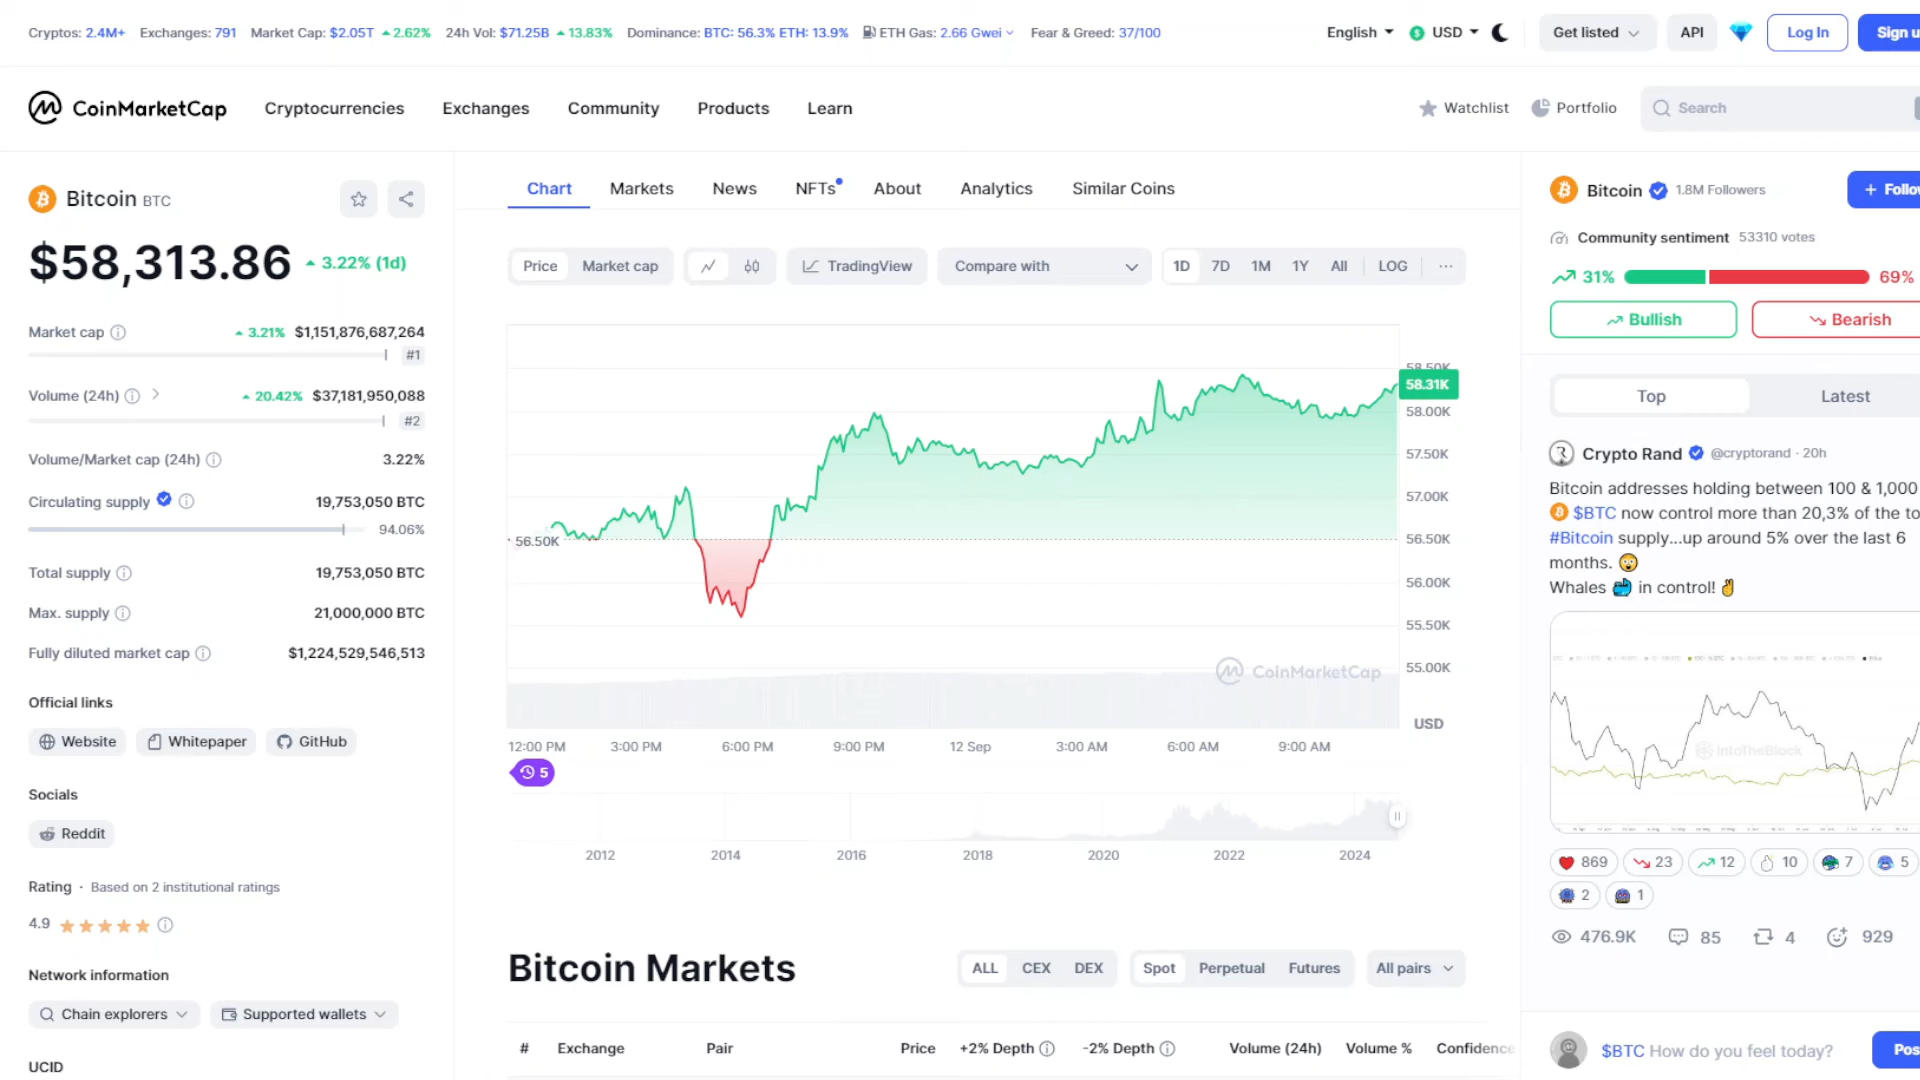 Cryptos: 2.4M+ Exchanges: 791 Market Cap: $2.05T 2.62% 24h Vol: $71.25B 13.83% Dominance: BTC: 56.3% ETH: 13.9% ETH Gas: 2.66 Gwei Fear & Greed: 37/100
English USD Get listed API Log In Sign u
CoinMarketCap Cryptocurrencies Exchanges Community Products Learn
Watchlist Portfolio Search
Bitcoin BTC
$58,313.86 3.22% (1d)
Market cap 3.21% $1,151,876,687,264
#1
Volume (24h) 20.42% $37,181,950,088
#2
Volume/Market cap (24h) 3.22%
Circulating supply 19,753,050 BTC
94.06%
Total supply 19,753,050 BTC
Max. supply 21,000,000 BTC
Fully diluted market cap $1,224,529,546,513
Official links
Website Whitepaper GitHub
Socials
Reddit
Rating · Based on 2 institutional ratings
4.9
Network information
Chain explorers Supported wallets
UCID
Chart Markets News NFTs About Analytics Similar Coins
Price Market cap TradingView Compare with 1D 7D 1M 1Y All LOG ...
58.50K
58.31K
58.00K
57.50K
57.00K
56.50K 56.50K
56.00K
55.50K
55.00K
CoinMarketCap
USD
12:00 PM 3:00 PM 6:00 PM 9:00 PM 12 Sep 3:00 AM 6:00 AM 9:00 AM
5
2012 2014 2016 2018 2020 2022 2024
Bitcoin Markets
ALL CEX DEX Spot Perpetual Futures All pairs
# Exchange Pair Price +2% Depth -2% Depth Volume (24h) Volume % Confidence
Bitcoin 1.8M Followers + Follo
Community sentiment 53310 votes
31% 69%
Bullish Bearish
Top Latest
Crypto Rand @cryptorand · 20h
Bitcoin addresses holding between 100 & 1,000
$BTC now control more than 20,3% of the to
#Bitcoin supply...up around 5% over the last 6
months. 😲
Whales in control! ✌
IntoTheBlock
869 23 12 10 7 5
2 1
476.9K 85 4 929
$BTC How do you feel today? Pos